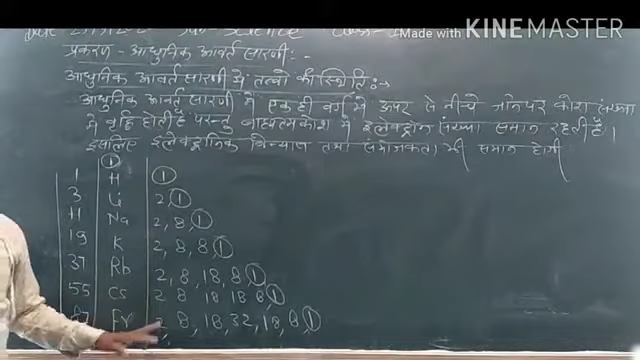 Made with KINEMASTER
प्रकरण - आधुनिक आवर्त सारणी :-
आधुनिक आवर्त सारणी में तत्वों की स्थिति :→
आधुनिक आवर्त सारणी में एक ही वर्ग में ऊपर से नीचे जाने पर कोश संख्या
में वृद्धि होती है परन्तु बाह्यतम कोश में इलेक्ट्रॉन संख्या समान रहती है ।
इसलिए इलेक्ट्रॉनिक विन्यास तथा संयोजकता भी समान होगी
1
1 H 1
3 Li 2, 1
11 Na 2, 8, 1
19 K 2, 8, 8, 1
37 Rb 2, 8, 18, 8, 1
55 Cs 2 8 18 18 8 1
Fr 8, 18, 32, 18, 8, 1